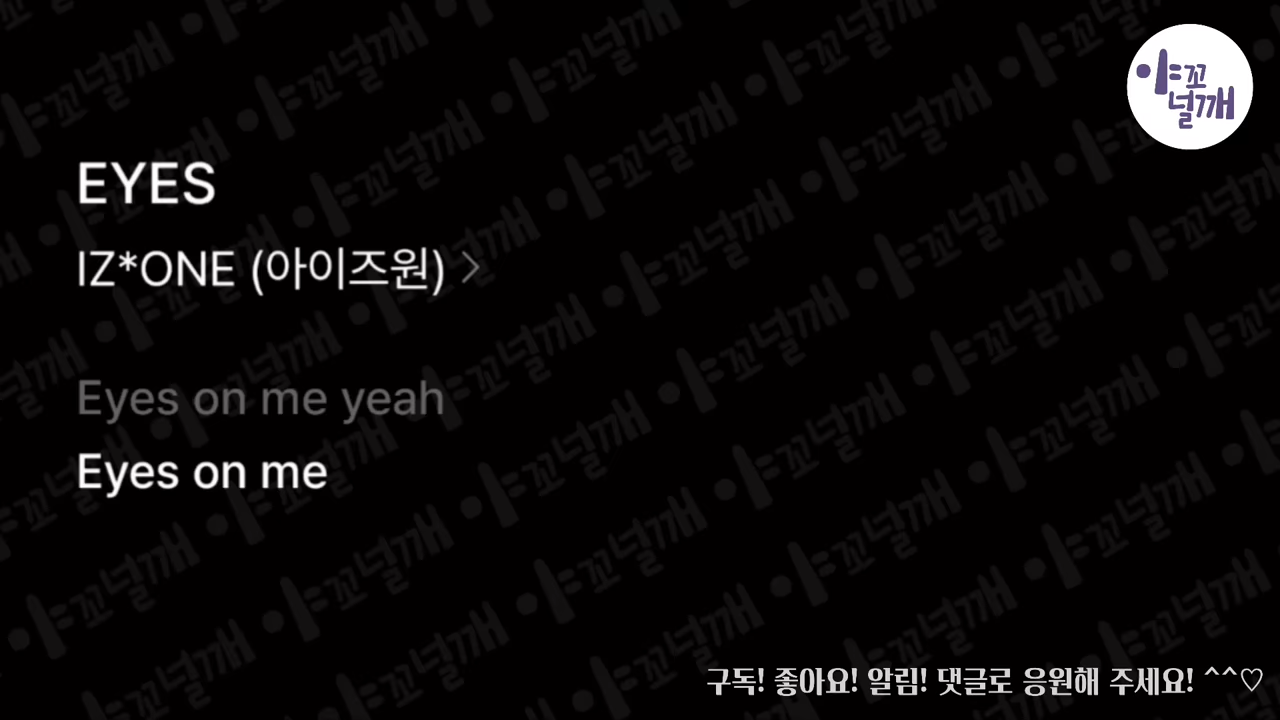 야꼬
널깨
EYES
IZ*ONE (아이즈원) >
Eyes on me yeah
Eyes on me
구독! 좋아요! 알림! 댓글로 응원해 주세요! ^^♡